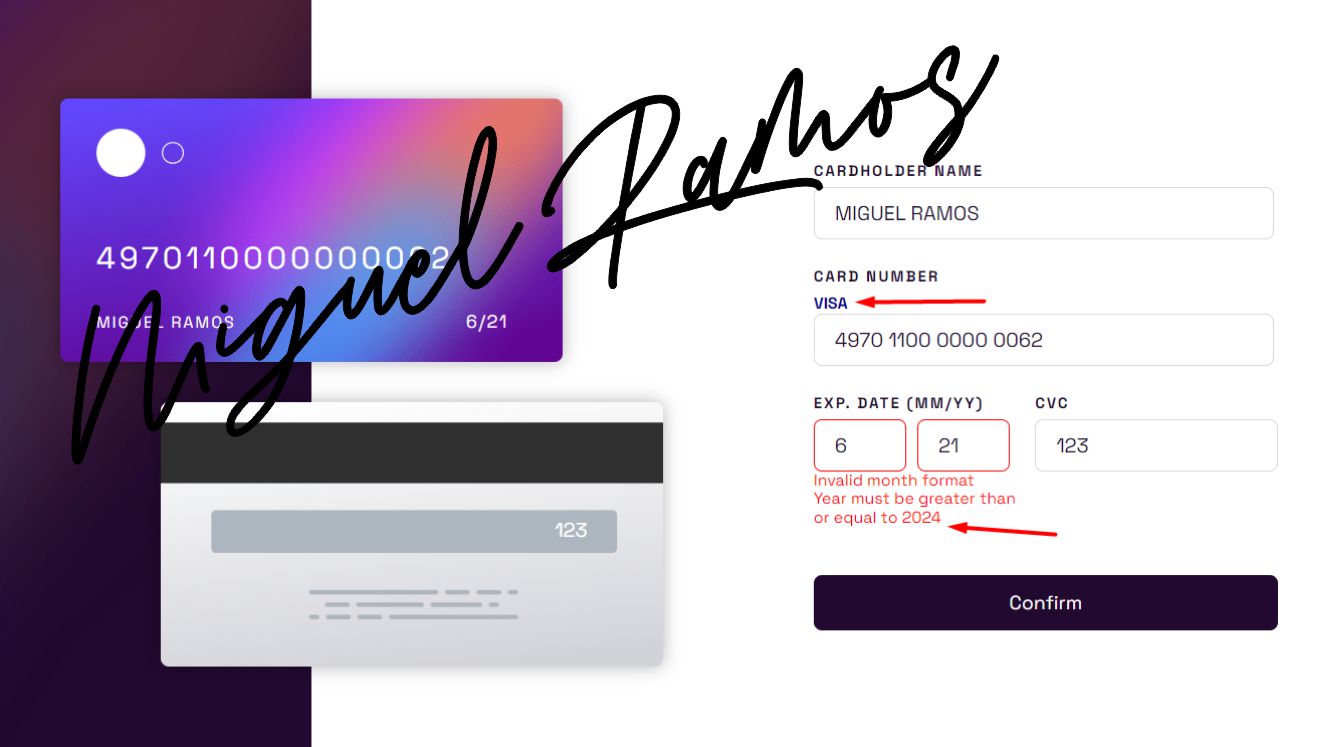 Miguel Ramos
4970110000000062
MIGUEL RAMOS 6/21
123
CARDHOLDER NAME
MIGUEL RAMOS
CARD NUMBER
VISA
4970 1100 0000 0062
EXP. DATE (MM/YY) CVC
6 21 123
Invalid month format
Year must be greater than
or equal to 2024
Confirm